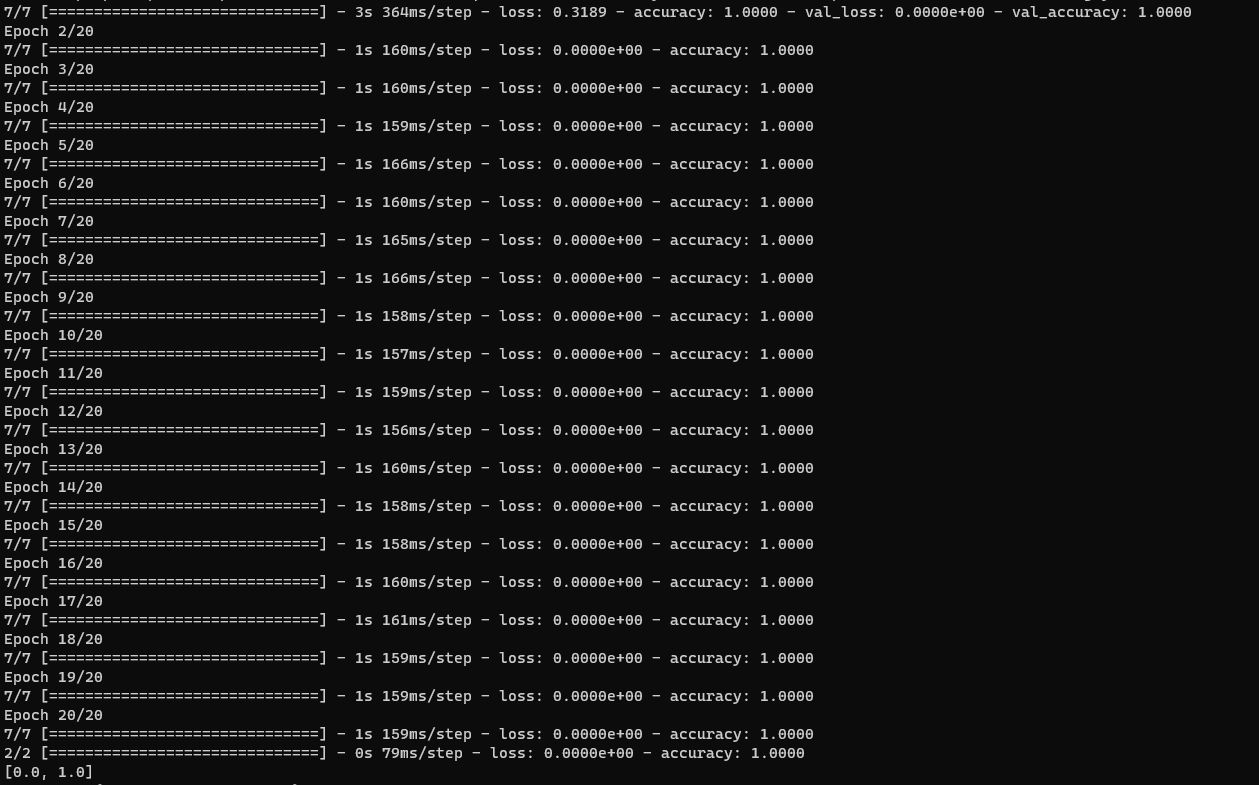 7/7 [==============================] - 3s 364ms/step - loss: 0.3189 - accuracy: 1.0000 - val_loss: 0.0000e+00 - val_accuracy: 1.0000
Epoch 2/20
7/7 [==============================] - 1s 160ms/step - loss: 0.0000e+00 - accuracy: 1.0000
Epoch 3/20
7/7 [==============================] - 1s 160ms/step - loss: 0.0000e+00 - accuracy: 1.0000
Epoch 4/20
7/7 [==============================] - 1s 159ms/step - loss: 0.0000e+00 - accuracy: 1.0000
Epoch 5/20
7/7 [==============================] - 1s 166ms/step - loss: 0.0000e+00 - accuracy: 1.0000
Epoch 6/20
7/7 [==============================] - 1s 160ms/step - loss: 0.0000e+00 - accuracy: 1.0000
Epoch 7/20
7/7 [==============================] - 1s 165ms/step - loss: 0.0000e+00 - accuracy: 1.0000
Epoch 8/20
7/7 [==============================] - 1s 166ms/step - loss: 0.0000e+00 - accuracy: 1.0000
Epoch 9/20
7/7 [==============================] - 1s 158ms/step - loss: 0.0000e+00 - accuracy: 1.0000
Epoch 10/20
7/7 [==============================] - 1s 157ms/step - loss: 0.0000e+00 - accuracy: 1.0000
Epoch 11/20
7/7 [==============================] - 1s 159ms/step - loss: 0.0000e+00 - accuracy: 1.0000
Epoch 12/20
7/7 [==============================] - 1s 156ms/step - loss: 0.0000e+00 - accuracy: 1.0000
Epoch 13/20
7/7 [==============================] - 1s 160ms/step - loss: 0.0000e+00 - accuracy: 1.0000
Epoch 14/20
7/7 [==============================] - 1s 158ms/step - loss: 0.0000e+00 - accuracy: 1.0000
Epoch 15/20
7/7 [==============================] - 1s 158ms/step - loss: 0.0000e+00 - accuracy: 1.0000
Epoch 16/20
7/7 [==============================] - 1s 160ms/step - loss: 0.0000e+00 - accuracy: 1.0000
Epoch 17/20
7/7 [==============================] - 1s 161ms/step - loss: 0.0000e+00 - accuracy: 1.0000
Epoch 18/20
7/7 [==============================] - 1s 159ms/step - loss: 0.0000e+00 - accuracy: 1.0000
Epoch 19/20
7/7 [==============================] - 1s 159ms/step - loss: 0.0000e+00 - accuracy: 1.0000
Epoch 20/20
7/7 [==============================] - 1s 159ms/step - loss: 0.0000e+00 - accuracy: 1.0000
2/2 [==============================] - 0s 79ms/step - loss: 0.0000e+00 - accuracy: 1.0000
[0.0, 1.0]